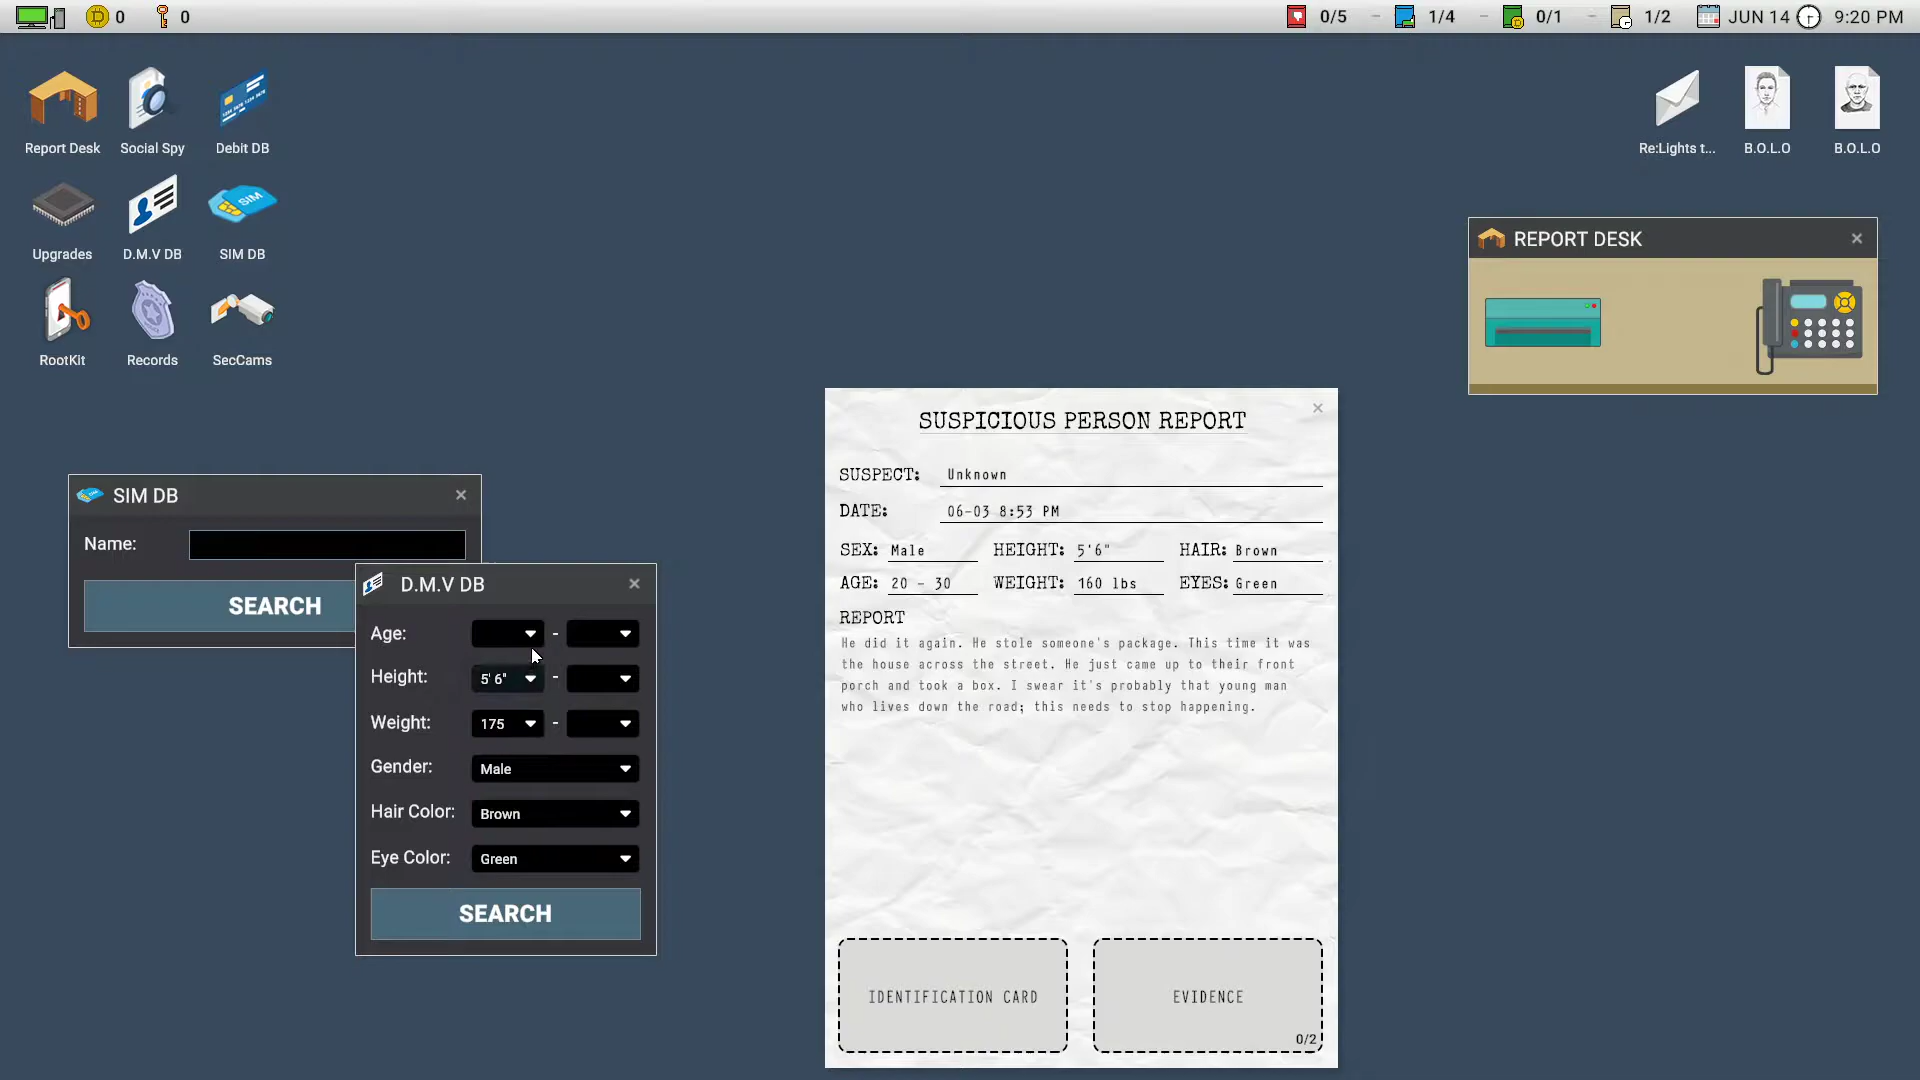 0 0 0/5 - 1/4 - 0/1 - 1/2 JUN 14 9:20 PM
Report Desk Social Spy Debit DB
Upgrades D.M.V DB SIM DB
RootKit Records SecCams
Re:Lights t... B.O.L.O B.O.L.O
REPORT DESK
SIM DB
Name:
SEARCH
D.M.V DB
Age: -
Height: 5' 6" -
Weight: 175 -
Gender: Male
Hair Color: Brown
Eye Color: Green
SEARCH
SUSPICIOUS PERSON REPORT
SUSPECT: Unknown
DATE: 06-03 8:53 PM
SEX: Male HEIGHT: 5'6" HAIR: Brown
AGE: 20 - 30 WEIGHT: 160 lbs EYES: Green
REPORT
He did it again. He stole someone's package. This time it was
the house across the street. He just came up to their front
porch and took a box. I swear it's probably that young man
who lives down the road; this needs to stop happening.
IDENTIFICATION CARD
EVIDENCE
0/2